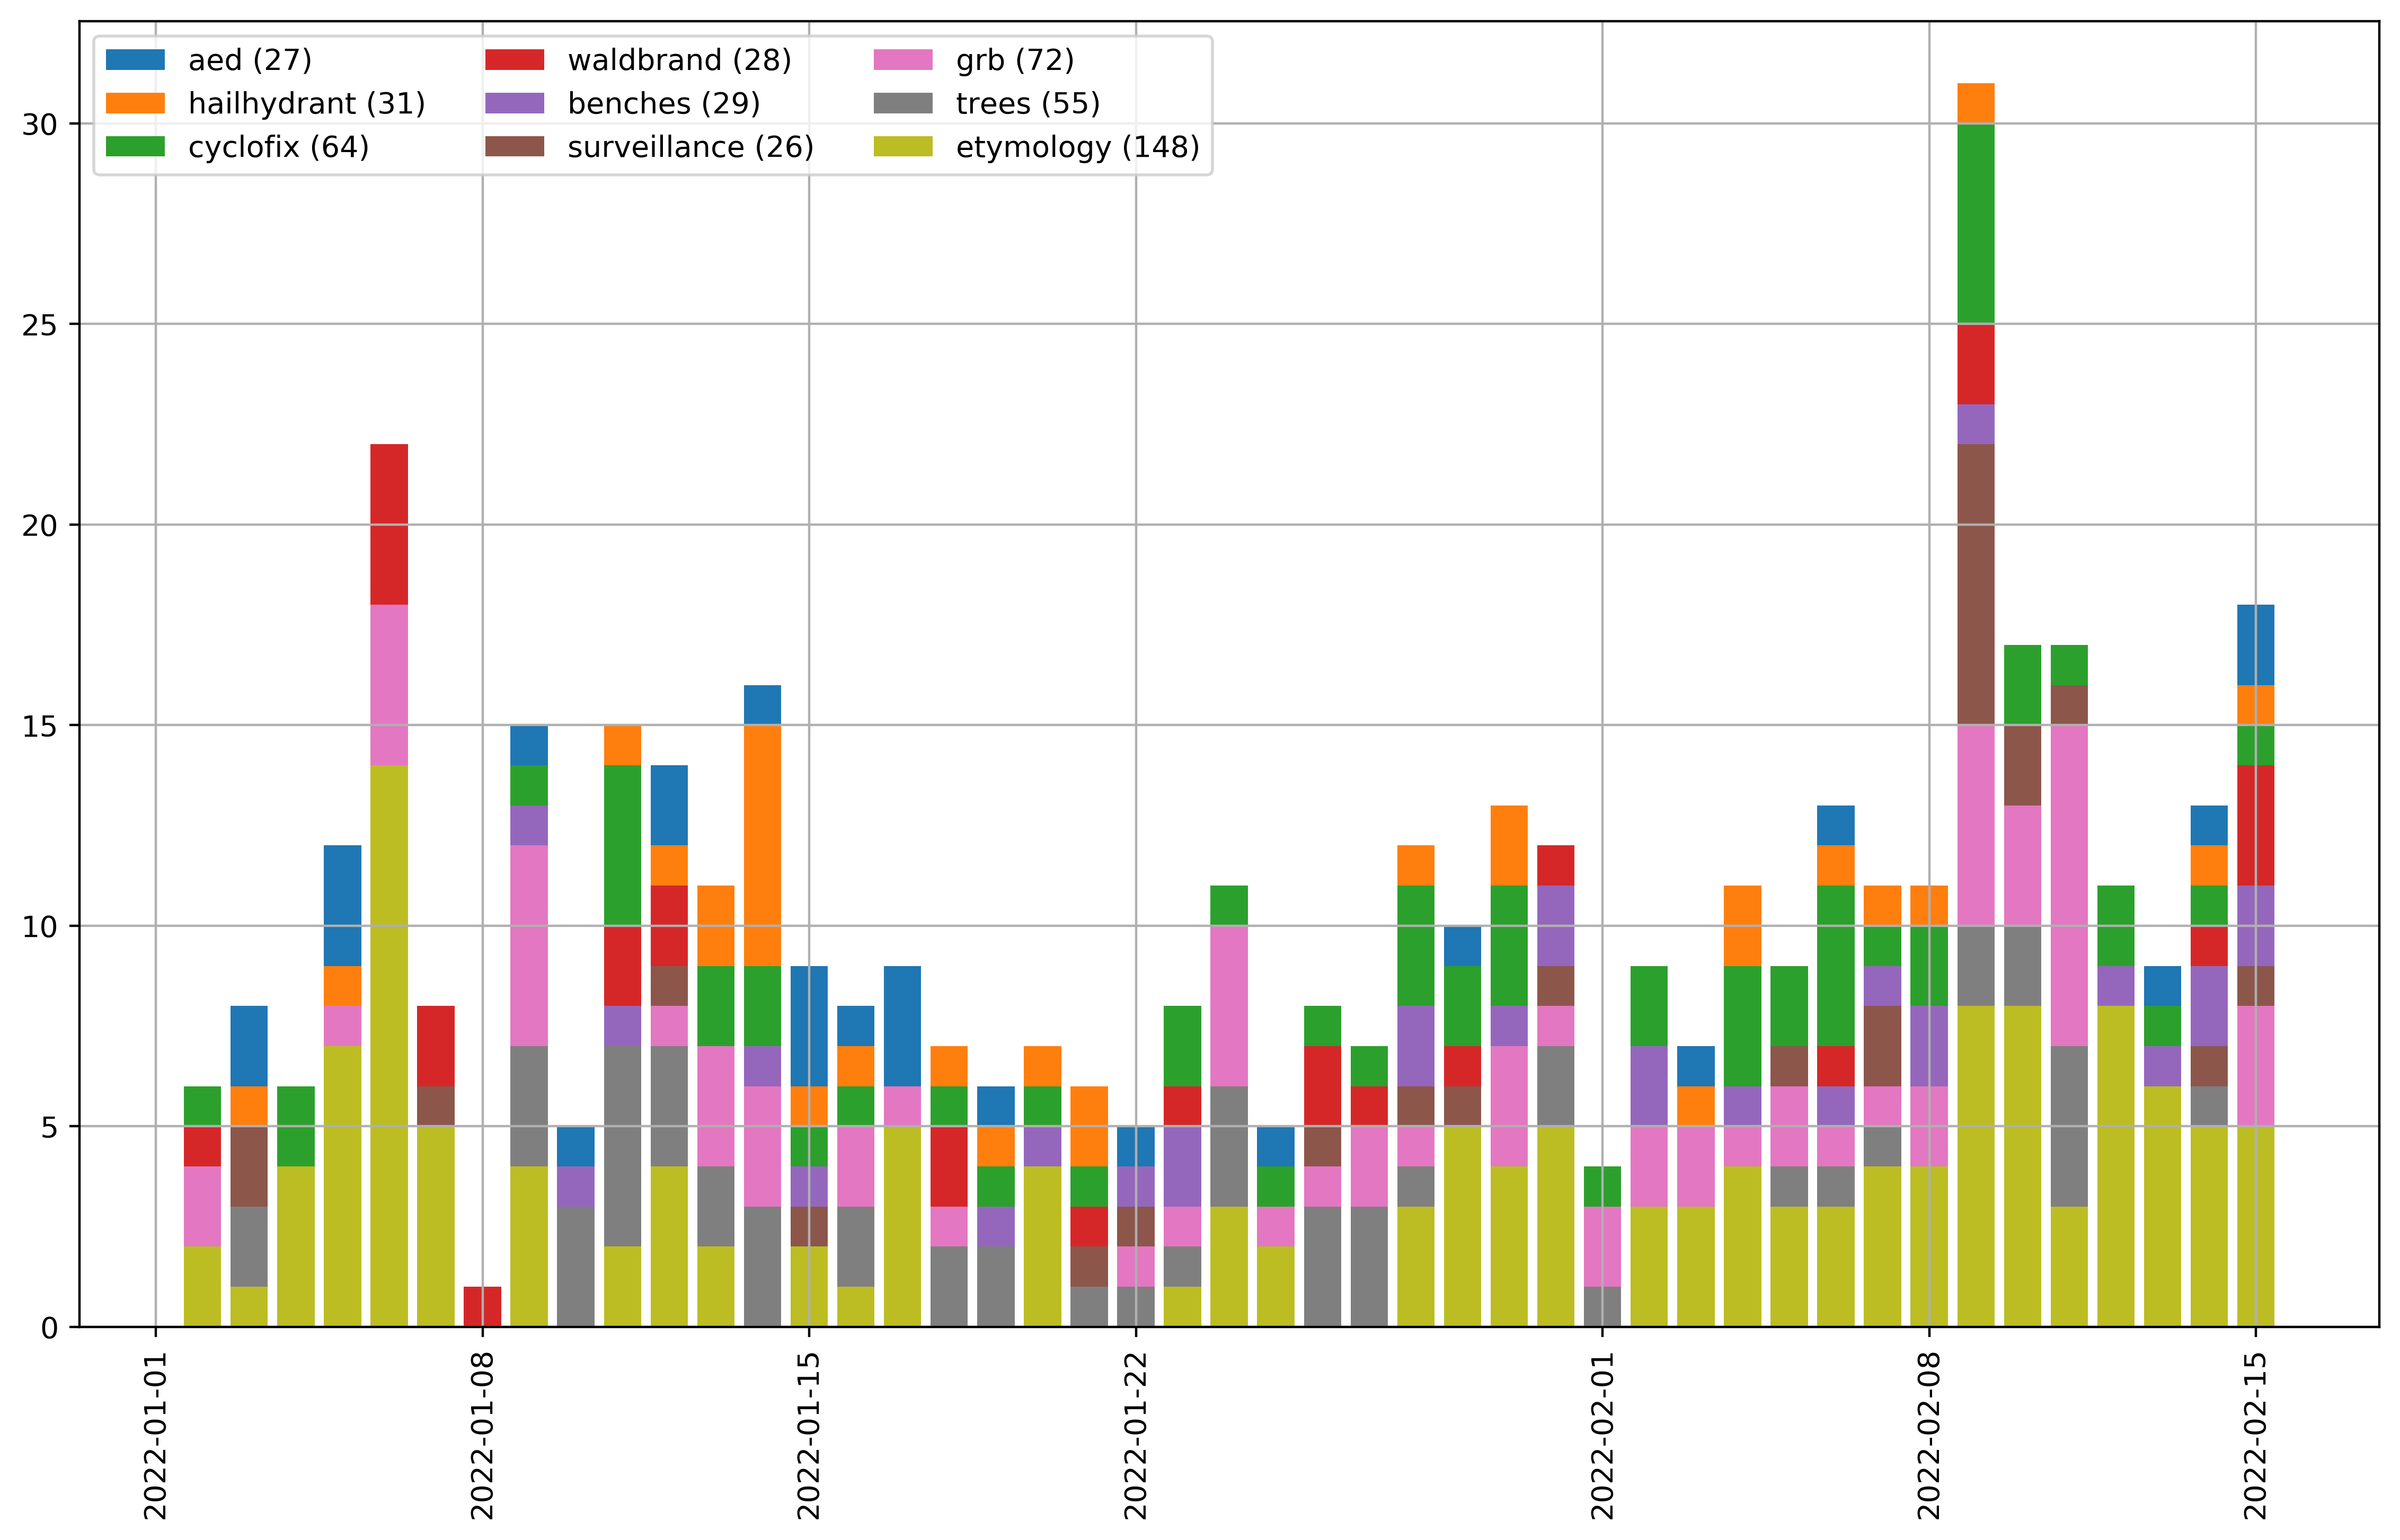 aed (27)
hailhydrant (31)
cyclofix (64)
waldbrand (28)
benches (29)
surveillance (26)
grb (72)
trees (55)
etymology (148)
30
25
20
15
10
5
0
2022-01-01
2022-01-08
2022-01-15
2022-01-22
2022-02-01
2022-02-08
2022-02-15